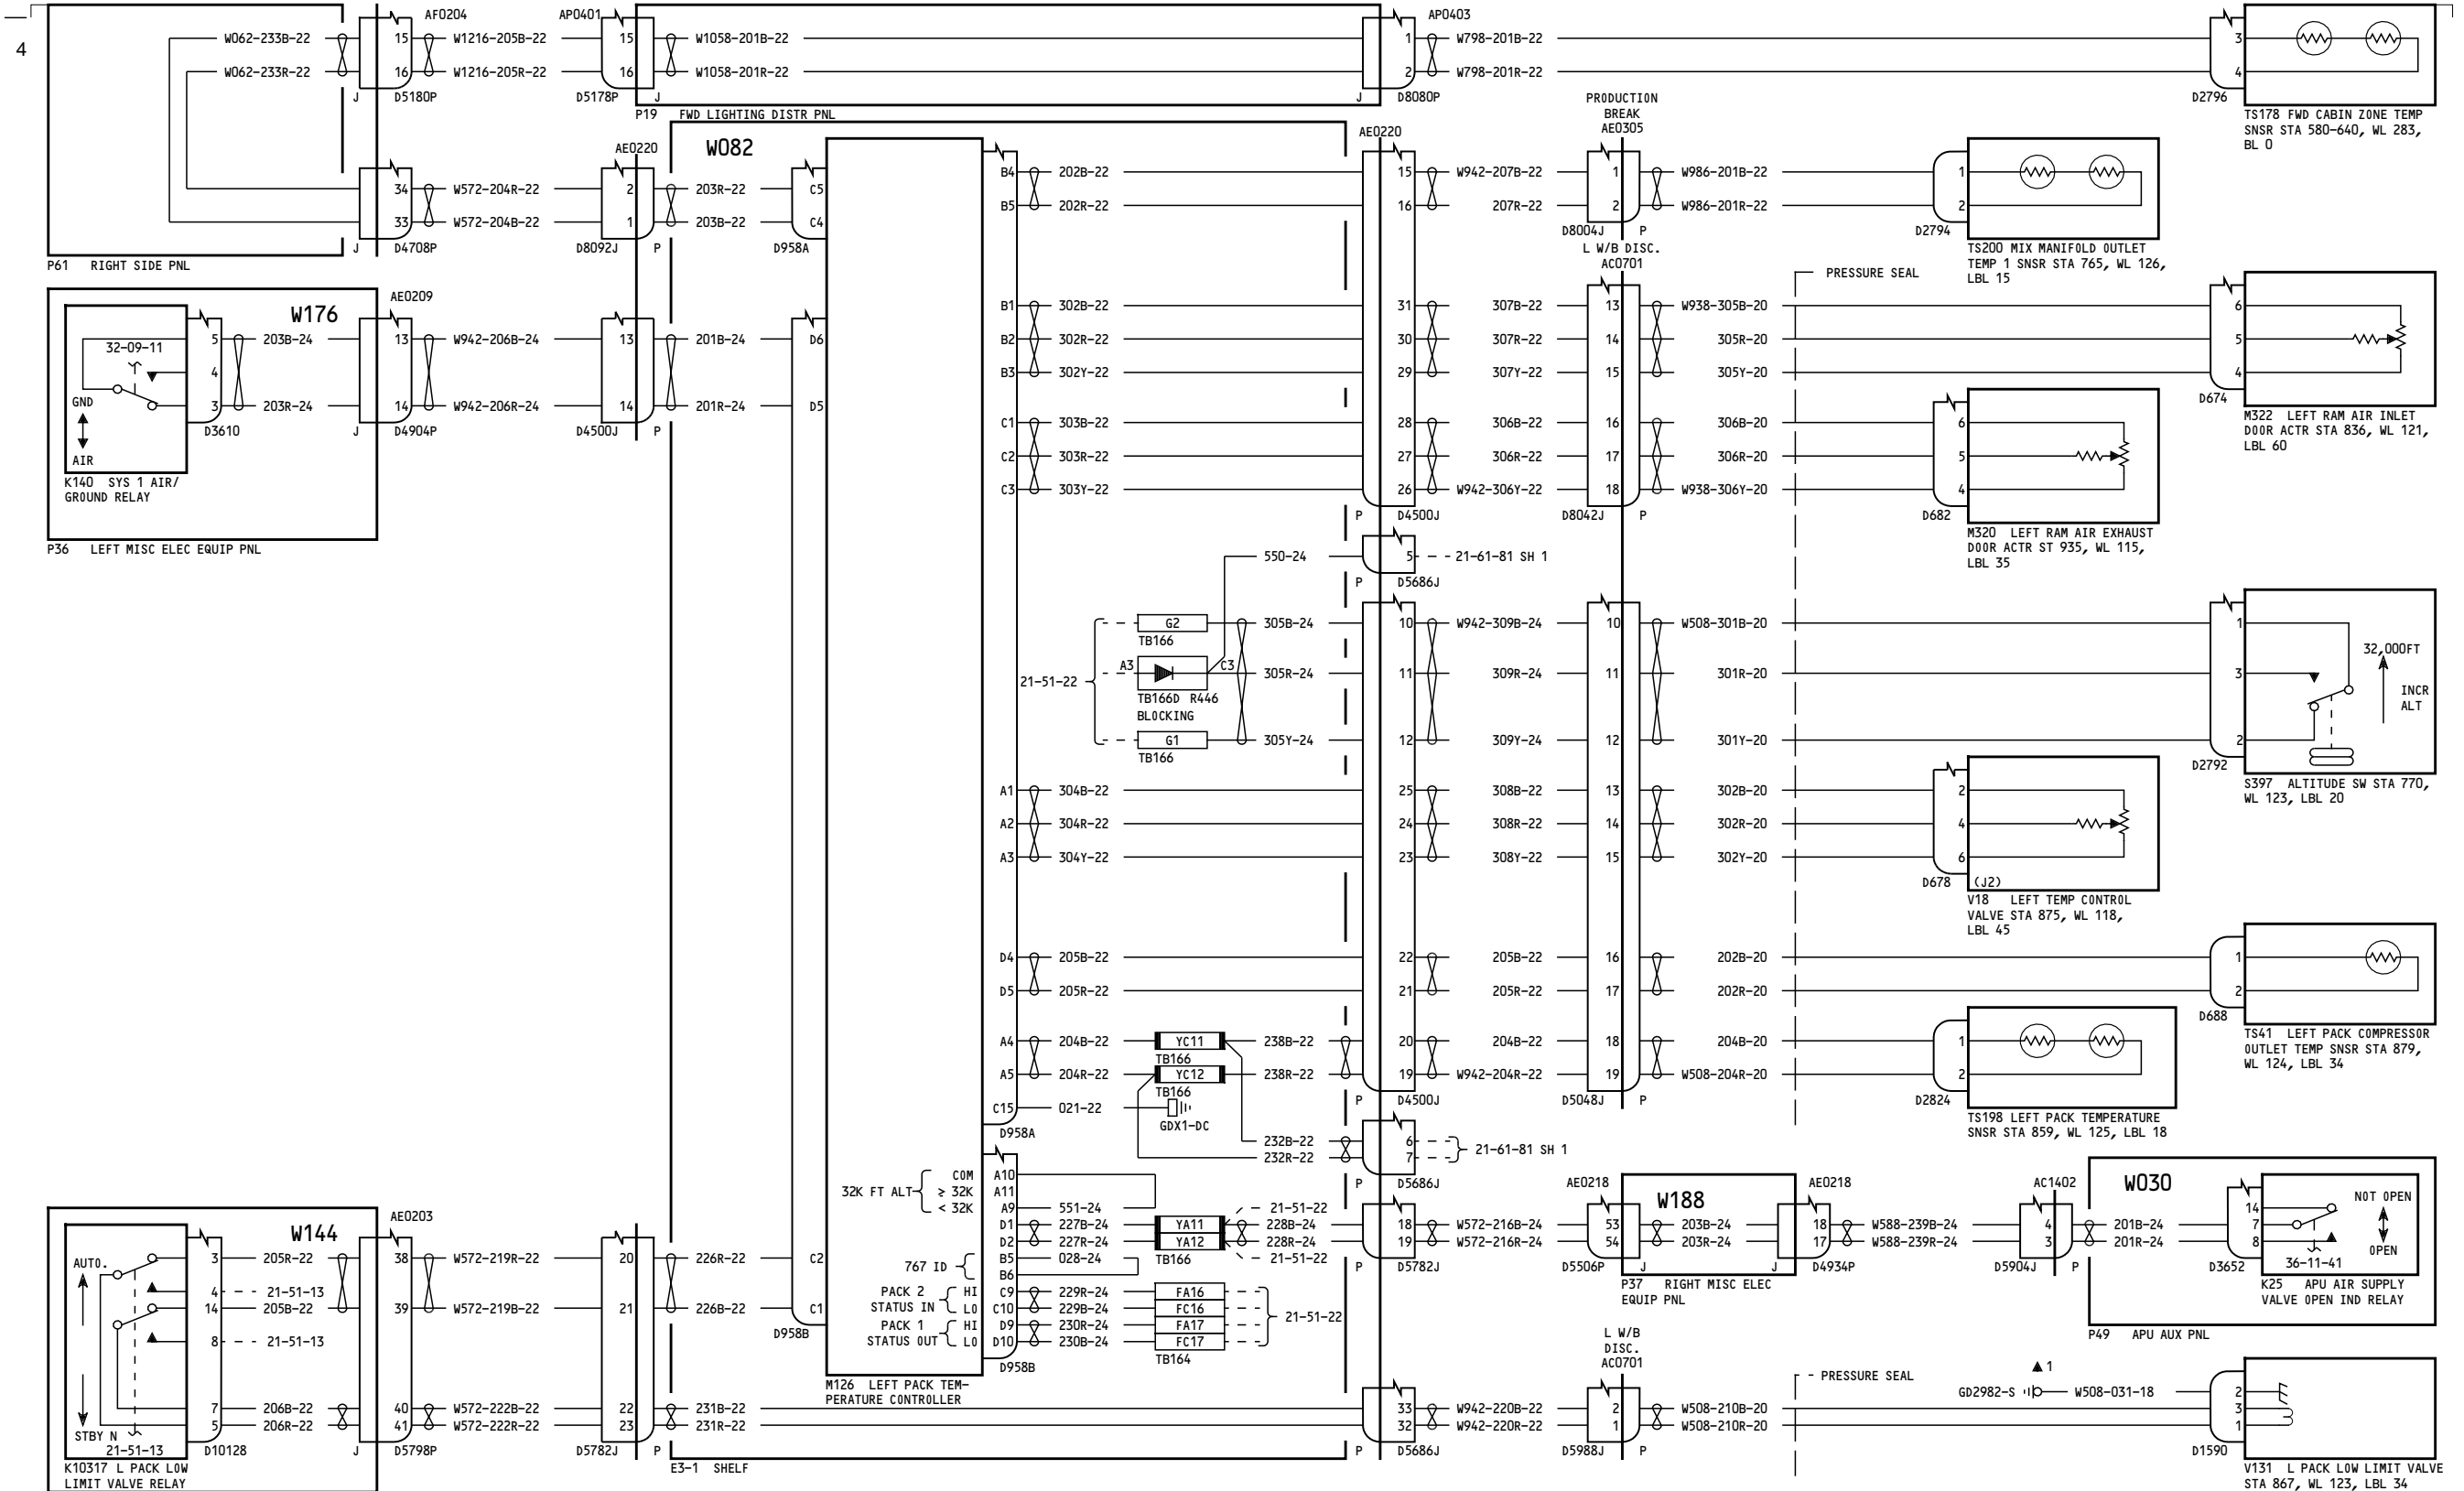 4
W062-233B-22
W062-233R-22
J
P61 RIGHT SIDE PNL
AF0204
15
16
D5180P
W1216-205B-22
W1216-205R-22
AP0401
15
16
D5178P
J
W1058-201B-22
W1058-201R-22
P19 FWD LIGHTING DISTR PNL
J
AP0403
1
2
D8080P
W798-201B-22
W798-201R-22
3
4
D2796
TS178 FWD CABIN ZONE TEMP
SNSR STA 580-640, WL 283,
BL 0
34
33
J
D4708P
W572-204R-22
W572-204B-22
AE0220
2
1
D8092J
P
W082
203R-22
203B-22
C5
C4
D958A
B4
B5
202B-22
202R-22
AE0220
15
16
W942-207B-22
207R-22
PRODUCTION
BREAK
AE0305
1
2
D8004J
P
W986-201B-22
W986-201R-22
1
2
D2794
TS200 MIX MANIFOLD OUTLET
TEMP 1 SNSR STA 765, WL 126,
LBL 15
W176
32-09-11
GND
AIR
5
4
3
D3610
K140 SYS 1 AIR/
GROUND RELAY
P36 LEFT MISC ELEC EQUIP PNL
203B-24
203R-24
AE0209
13
14
J
D4904P
W942-206B-24
W942-206R-24
13
14
D4500J
P
201B-24
201R-24
D6
D5
B1
B2
B3
302B-22
302R-22
302Y-22
31
30
29
307B-22
307R-22
307Y-22
L W/B DISC.
AC0701
13
14
15
W938-305B-20
305R-20
305Y-20
PRESSURE SEAL
6
5
4
D674
M322 LEFT RAM AIR INLET
DOOR ACTR STA 836, WL 121,
LBL 60
C1
C2
C3
303B-22
303R-22
303Y-22
28
27
26
P
D4500J
306B-22
306R-22
W942-306Y-22
16
17
18
D8042J
P
306B-20
306R-20
W938-306Y-20
6
5
4
D682
M320 LEFT RAM AIR EXHAUST
DOOR ACTR ST 935, WL 115,
LBL 35
550-24
5
21-61-81 SH 1
P
D5686J
21-51-22
G2
TB166
A3
C3
TB166D R446
BLOCKING
G1
TB166
305B-24
305R-24
305Y-24
10
11
12
W942-309B-24
309R-24
309Y-24
10
11
12
W508-301B-20
301R-20
301Y-20
1
3
2
D2792
32,000FT
INCR
ALT
S397 ALTITUDE SW STA 770,
WL 123, LBL 20
A1
A2
A3
304B-22
304R-22
304Y-22
25
24
23
308B-22
308R-22
308Y-22
13
14
15
302B-20
302R-20
302Y-20
2
4
6
D678
(J2)
V18 LEFT TEMP CONTROL
VALVE STA 875, WL 118,
LBL 45
D4
D5
205B-22
205R-22
22
21
205B-22
205R-22
16
17
202B-20
202R-20
1
2
D688
TS41 LEFT PACK COMPRESSOR
OUTLET TEMP SNSR STA 879,
WL 124, LBL 34
A4
A5
204B-22
204R-22
YC11
TB166
YC12
TB166
238B-22
238R-22
20
19
P
D4500J
204B-22
W942-204R-22
18
19
D5048J
P
204B-20
W508-204R-20
1
2
D2824
TS198 LEFT PACK TEMPERATURE
SNSR STA 859, WL 125, LBL 18
C15
021-22
GDX1-DC
D958A
232B-22
232R-22
6
7
21-61-81 SH 1
P
D5686J
32K FT ALT
COM
≥ 32K
< 32K
A10
A11
A9
551-24
D1
D2
227B-24
227R-24
YA11
YA12
TB166
21-51-22
228B-24
228R-24
21-51-22
18
19
D5782J
W572-216B-24
W572-216R-24
AE0218
53
54
D5506P
W188
203B-24
203R-24
J
J
P37 RIGHT MISC ELEC
EQUIP PNL
AE0218
18
17
D4934P
W588-239B-24
W588-239R-24
AC1402
4
3
D5904J
P
W030
201B-24
201R-24
14
7
8
D3652
NOT OPEN
OPEN
36-11-41
K25 APU AIR SUPPLY
VALVE OPEN IND RELAY
P49 APU AUX PNL
767 ID
B5
B6
028-24
PACK 2
STATUS IN
HI
LO
C9
C10
229R-24
229B-24
FA16
FC16
PACK 1
STATUS OUT
HI
LO
D9
D10
230R-24
230B-24
FA17
FC17
TB164
21-51-22
D958B
M126 LEFT PACK TEM-
PERATURE CONTROLLER
W144
AUTO.
STBY N
21-51-13
3
4
14
8
7
5
D10128
205R-22
21-51-13
205B-22
21-51-13
206B-22
206R-22
K10317 L PACK LOW
LIMIT VALVE RELAY
AE0203
38
39
40
41
J
D5798P
W572-219R-22
W572-219B-22
W572-222B-22
W572-222R-22
20
21
22
23
D5782J
P
226R-22
226B-22
231B-22
231R-22
C2
C1
D958B
E3-1 SHELF
33
32
P
D5686J
W942-220B-22
W942-220R-22
L W/B
DISC.
AC0701
2
1
D5988J
P
W508-210B-20
W508-210R-20
PRESSURE SEAL
1
GD2982-S
W508-031-18
2
3
1
D1590
V131 L PACK LOW LIMIT VALVE
STA 867, WL 123, LBL 34